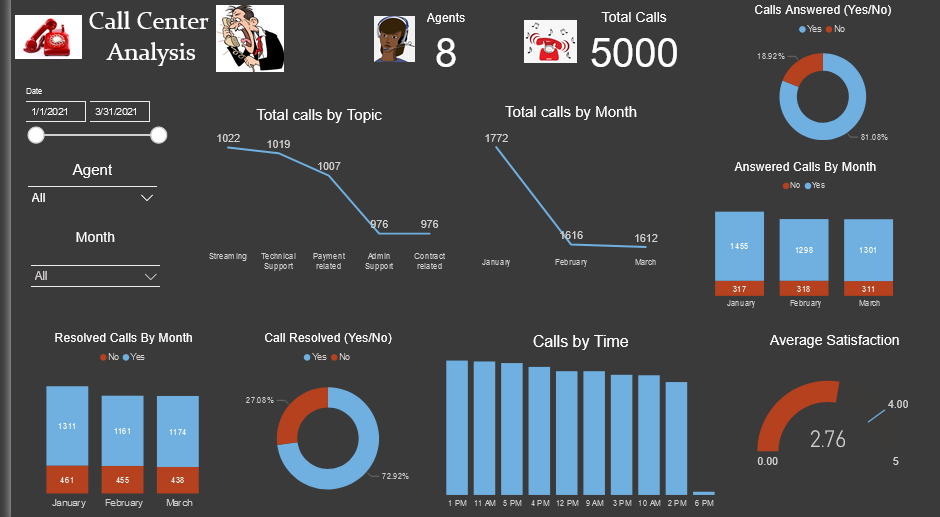 Call Center
Analysis
Agents
8
Total Calls
5000
Calls Answered (Yes/No)
Yes No
18.92%
81.08%
Date
1/1/2021 3/31/2021
Agent
All
Month
All
Total calls by Topic
1022
1019
1007
976
976
Streaming
Technical
Support
Payment
related
Admin
Support
Contract
related
Total calls by Month
1772
1616
1612
January
February
March
Answered Calls By Month
No Yes
1455
1298
1301
317
318
311
January
February
March
Resolved Calls By Month
No Yes
1311
1161
1174
461
455
438
January
February
March
Call Resolved (Yes/No)
Yes No
27.08%
72.92%
Calls by Time
1 PM 11 AM 5 PM 4 PM 12 PM 9 AM 3 PM 10 AM 2 PM 6 PM
Average Satisfaction
4.00
2.76
0.00
5